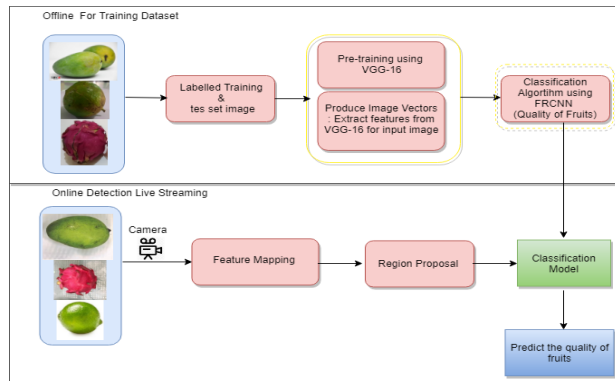 Offline For Training Dataset
Labelled Training
&
tes set image
Pre-training using
VGG-16
Produce Image Vectors
: Extract features from
VGG-16 for input image
Classification
Algortihm using
FRCNN
(Quality of Fruits)
Online Detection Live Streaming
Camera
Feature Mapping
Region Proposal
Classification
Model
Predict the quality of
fruits